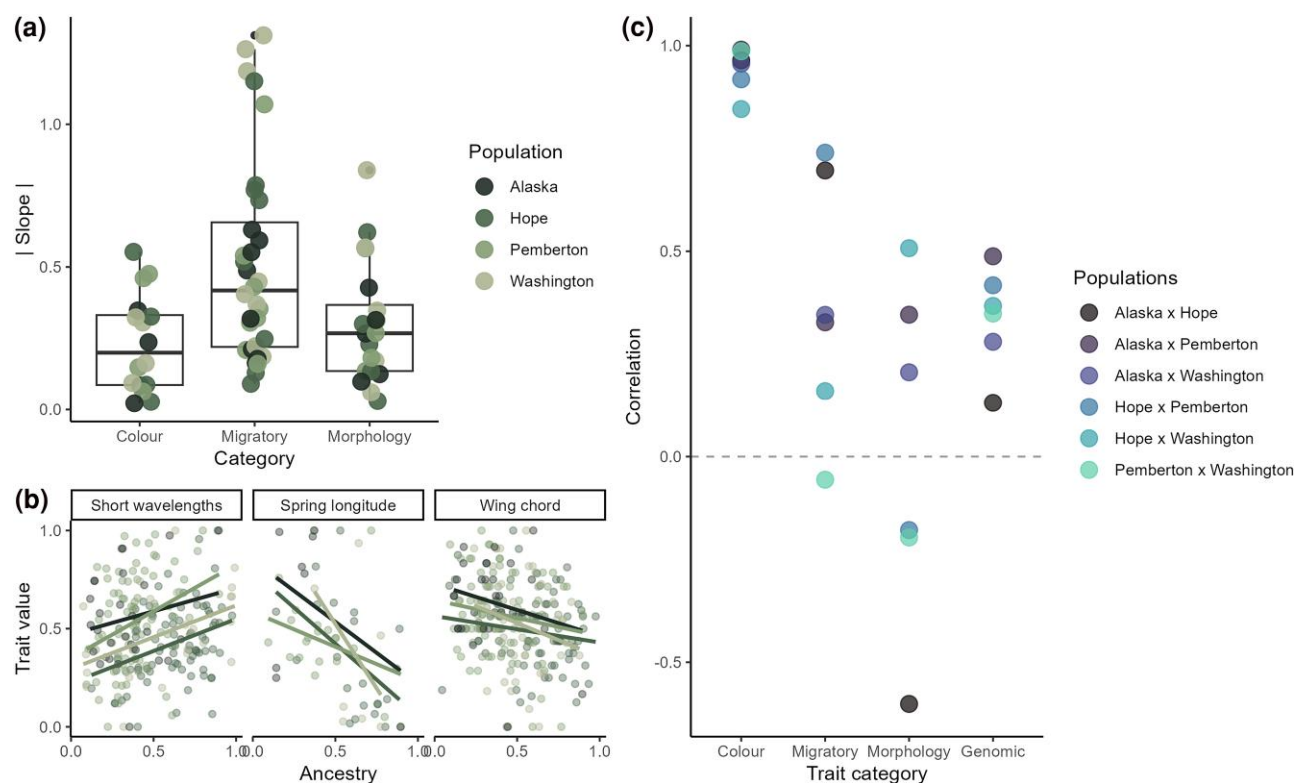 (a)
1.0
0.5
0.0
| Slope |
Colour
Migratory
Morphology
Category
Population
Alaska
Hope
Pemberton
Washington
(b)
Short wavelengths
Spring longitude
Wing chord
1.0
0.5
0.0
Trait value
0.0
0.5
1.0
0.0
0.5
1.0
0.0
0.5
1.0
Ancestry
(c)
1.0
0.5
0.0
-0.5
Correlation
Colour
Migratory
Morphology
Genomic
Trait category
Populations
Alaska x Hope
Alaska x Pemberton
Alaska x Washington
Hope x Pemberton
Hope x Washington
Pemberton x Washington